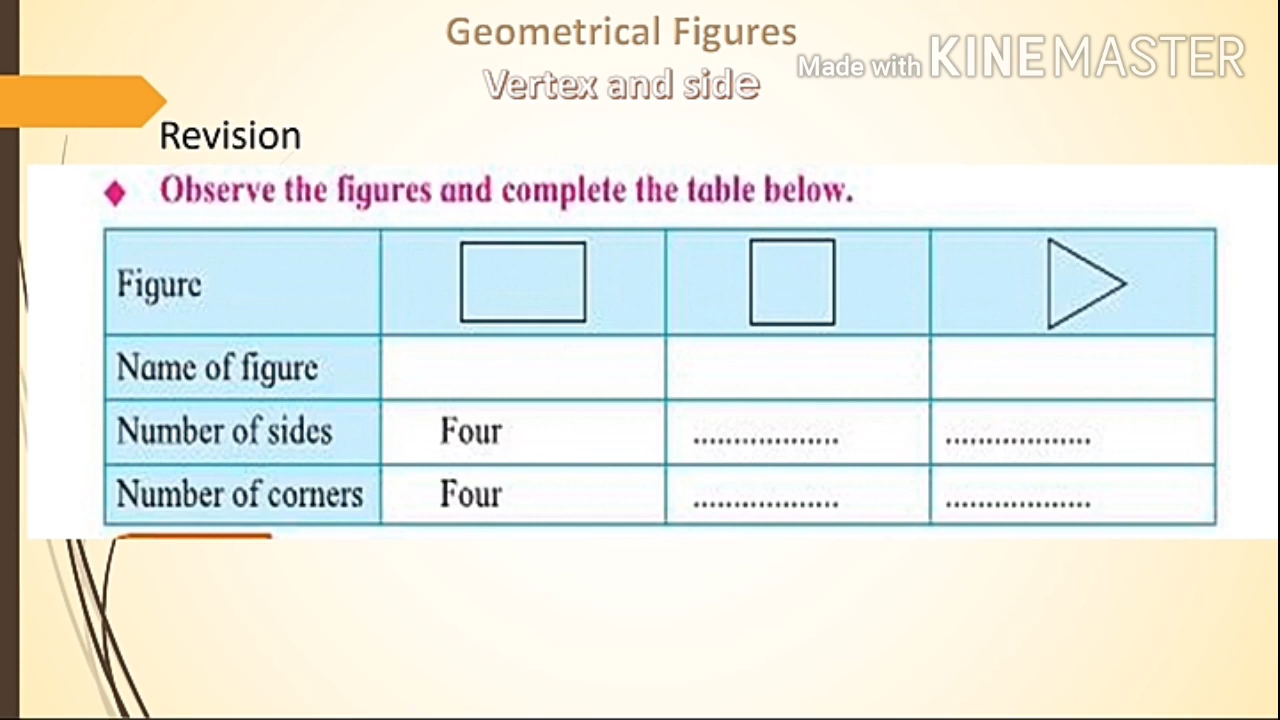 Geometrical Figures
Made with KINEMASTER
Vertex and side
Revision
Observe the figures and complete the table below.
Figure
Name of figure
Number of sides Four .................. ..................
Number of corners Four .................. ..................